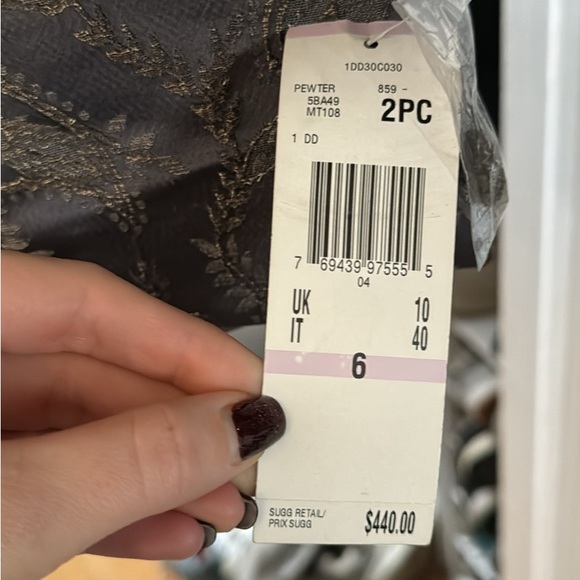 1DD30C030
PEWTER 859 -
5BA49 2PC
MT108
1 DD
7 69439 97555 5
04
UK 10
IT 40
6
SUGG RETAIL/
PRIX SUGG $440.00